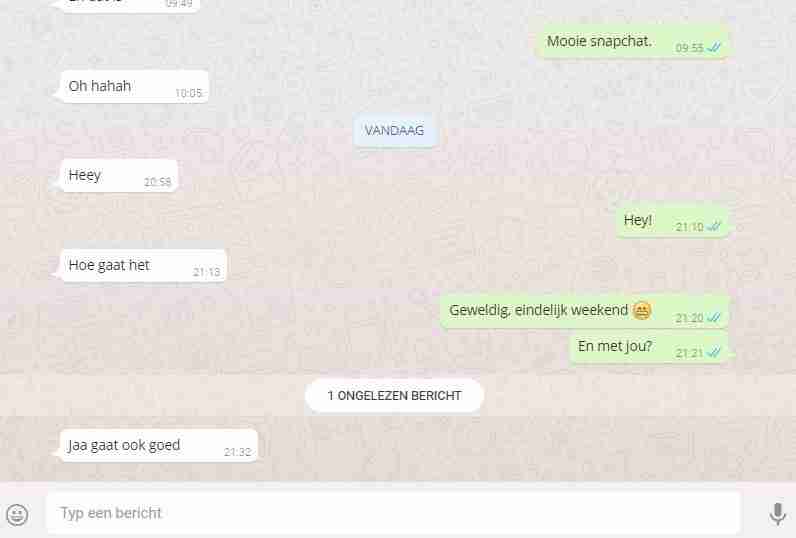 09:49
Mooie snapchat. 09:55
Oh hahah 10:05
VANDAAG
Heey 20:58
Hey! 21:10
Hoe gaat het 21:13
Geweldig, eindelijk weekend 😁 21:20
En met jou? 21:21
1 ONGELEZEN BERICHT
Jaa gaat ook goed 21:32
Typ een bericht